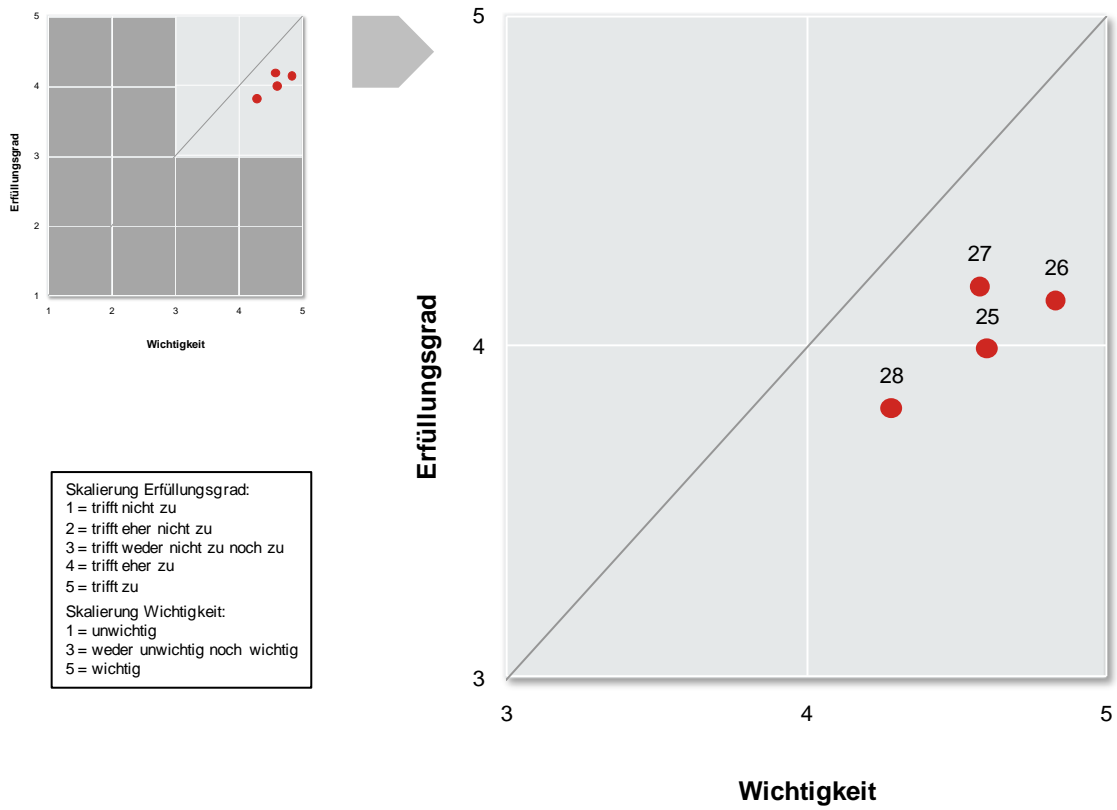 5
4
3
2
1
1 2 3 4 5
Erfüllungsgrad
Wichtigkeit
Skalierung Erfüllungsgrad:
1 = trifft nicht zu
2 = trifft eher nicht zu
3 = trifft weder nicht zu noch zu
4 = trifft eher zu
5 = trifft zu
Skalierung Wichtigkeit:
1 = unwichtig
3 = weder unwichtig noch wichtig
5 = wichtig
5
4
3
3 4 5
Erfüllungsgrad
27
26
25
28
Wichtigkeit